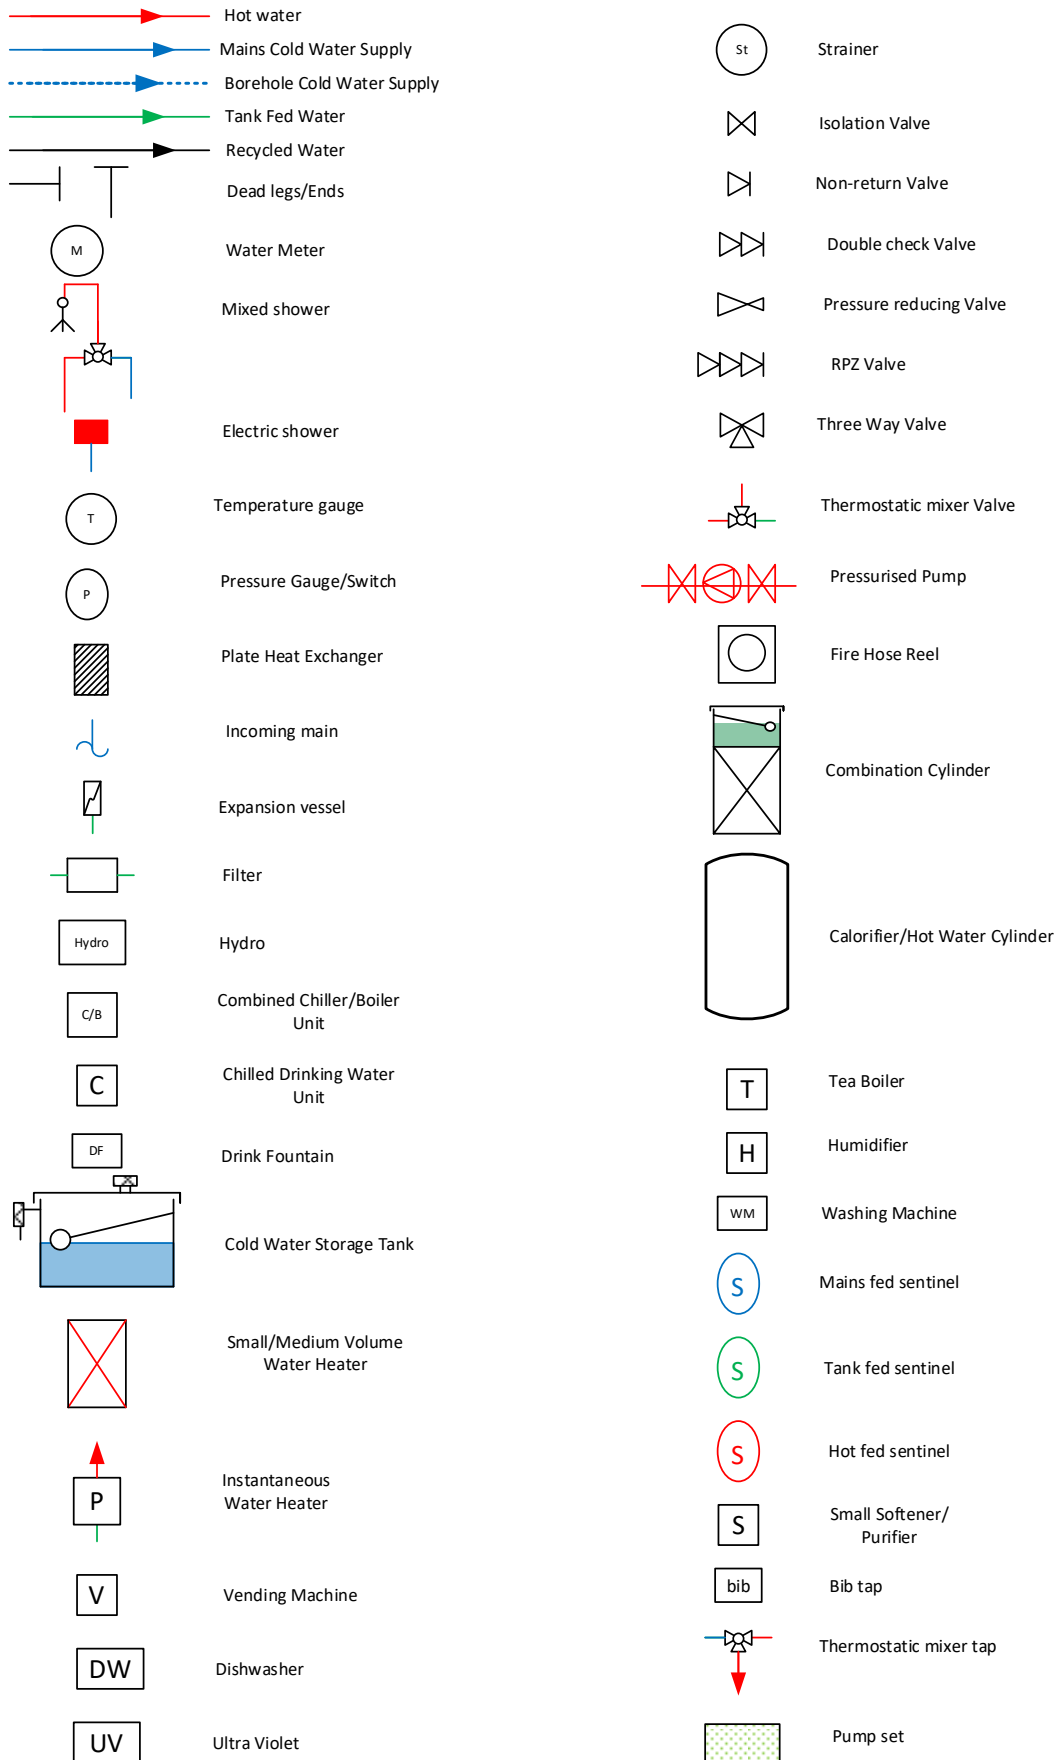 Hot water
Mains Cold Water Supply
Borehole Cold Water Supply
Tank Fed Water
Recycled Water
Dead legs/Ends
M
Water Meter
Mixed shower
Electric shower
T
Temperature gauge
P
Pressure Gauge/Switch
Plate Heat Exchanger
Incoming main
Expansion vessel
Filter
Hydro
Hydro
C/B
Combined Chiller/Boiler
Unit
C
Chilled Drinking Water
Unit
DF
Drink Fountain
Cold Water Storage Tank
Small/Medium Volume
Water Heater
P
Instantaneous
Water Heater
V
Vending Machine
DW
Dishwasher
UV
Ultra Violet
St
Strainer
Isolation Valve
Non-return Valve
Double check Valve
Pressure reducing Valve
RPZ Valve
Three Way Valve
Thermostatic mixer Valve
Pressurised Pump
Fire Hose Reel
Combination Cylinder
Calorifier/Hot Water Cylinder
T
Tea Boiler
H
Humidifier
WM
Washing Machine
S
Mains fed sentinel
S
Tank fed sentinel
S
Hot fed sentinel
S
Small Softener/
Purifier
bib
Bib tap
Thermostatic mixer tap
Pump set